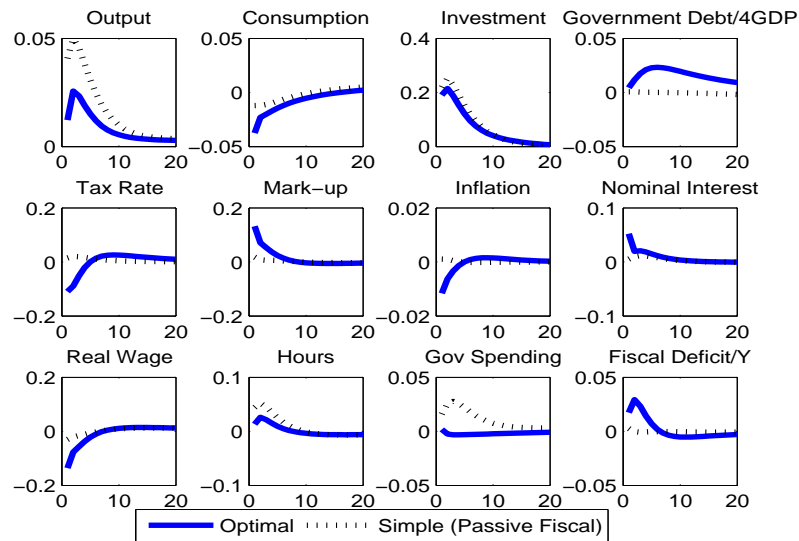 Output Consumption Investment Government Debt/4GDP
0.05 0.05 0.4 0.05
0 0.2 0
0 −0.05 0 −0.05
0 10 20 0 10 20 0 10 20 0 10 20
Tax Rate Mark−up Inflation Nominal Interest
0.2 0.2 0.02 0.1
0 0 0 0
−0.2 −0.2 −0.02 −0.1
0 10 20 0 10 20 0 10 20 0 10 20
Real Wage Hours Gov Spending Fiscal Deficit/Y
0.2 0.1 0.05 0.05
0 0 0 0
−0.2 −0.1 −0.05 −0.05
0 10 20 0 10 20 0 10 20 0 10 20
Optimal Simple (Passive Fiscal)